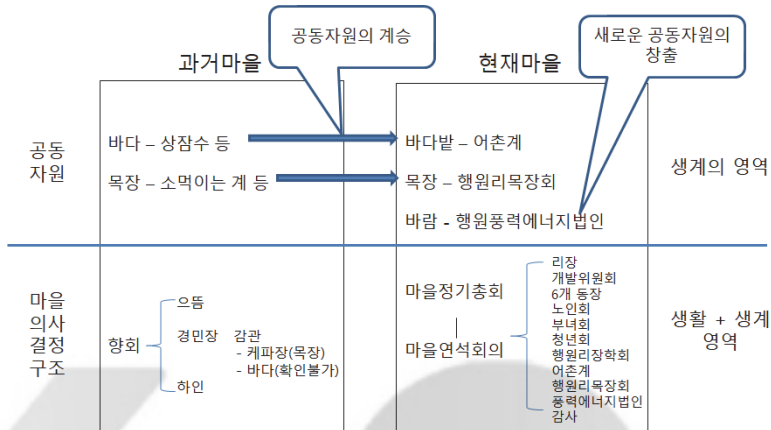 공동자원의 계승
새로운 공동자원의
창출
과거마을
현재마을
공동
자원
바다 – 상잠수 등
목장 – 소먹이는 계 등
바다밭 – 어촌계
목장 – 행원리목장회
바람 - 행원풍력에너지법인
생계의 영역
마을
의사
결정
구조
향회
으뜸
경민장 감관
- 케파장(목장)
- 바다(확인불가)
하인
마을정기총회
마을연석회의
리장
개발위원회
6개 동장
노인회
부녀회
청년회
행원리장학회
어촌계
행원리목장회
풍력에너지법인
감사
생활 + 생계
영역